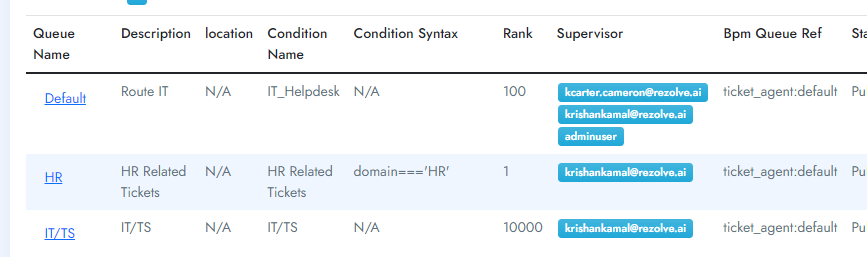 Queue Name Description location Condition Name Condition Syntax Rank Supervisor Bpm Queue Ref Sta
Default Route IT N/A IT_Helpdesk N/A 100 kcarter.cameron@rezolve.ai ticket_agent:default Pu
krishankamal@rezolve.ai
adminuser
HR HR Related Tickets N/A HR Related Tickets domain==='HR' 1 krishankamal@rezolve.ai ticket_agent:default Pu
IT/TS IT/TS N/A IT/TS N/A 10000 krishankamal@rezolve.ai ticket_agent:default Pu